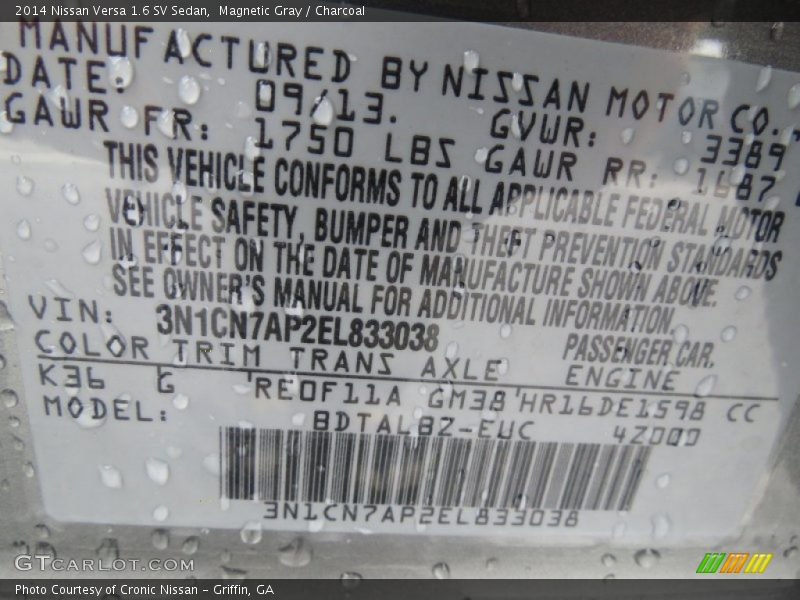 2014 Nissan Versa 1.6 SV Sedan,  Magnetic Gray / Charcoal
MANUFACTURED BY NISSAN MOTOR CO.,
DATE: 09/13. GVWR: 3389
GAWR FR: 1750 LBS GAWR RR: 1687
THIS VEHICLE CONFORMS TO ALL APPLICABLE FEDERAL MOTOR
VEHICLE SAFETY, BUMPER AND THEFT PREVENTION STANDARDS
IN EFFECT ON THE DATE OF MANUFACTURE SHOWN ABOVE.
SEE OWNER'S MANUAL FOR ADDITIONAL INFORMATION.
VIN: 3N1CN7AP2EL833038 PASSENGER CAR.
COLOR TRIM TRANS AXLE ENGINE
K36 G RE0F11A GM38 HR16DE1598 CC
MODEL: BDTALBZ-EUC 4Z000
3N1CN7AP2EL833038
GTCARLOT.COM
Photo Courtesy of Cronic Nissan – Griffin, GA